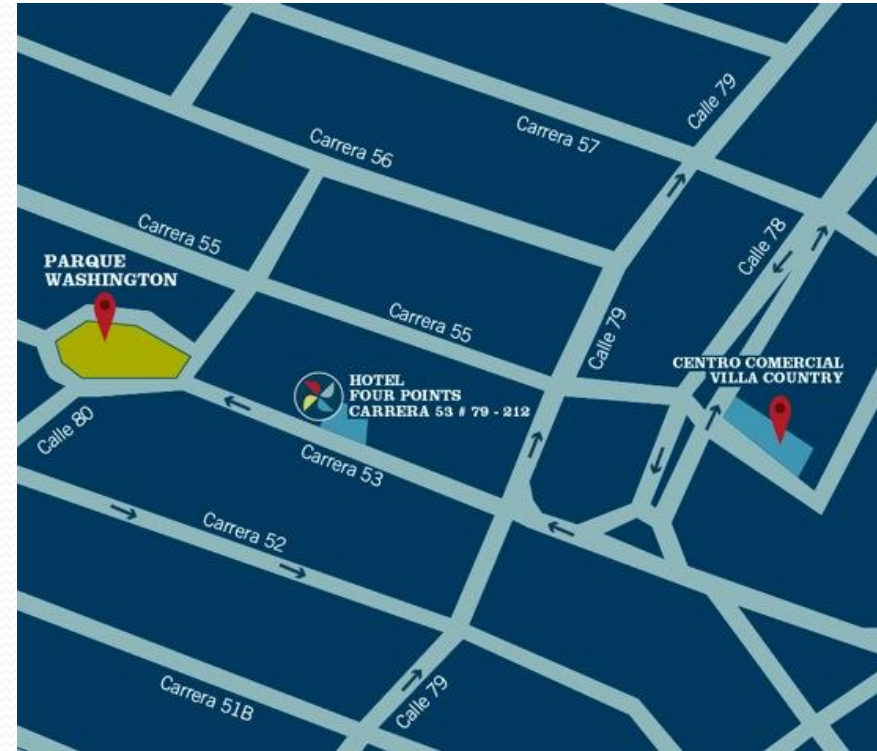 Calle 79
Carrera 57
Carrera 56
Carrera 55
Calle 78
PARQUE
WASHINGTON
Carrera 55
Calle 79
CENTRO COMERCIAL
VILLA COUNTRY
HOTEL
FOUR POINTS
CARRERA 53 # 79 - 212
Calle 80
Carrera 53
Carrera 52
Carrera 51B
Calle 79